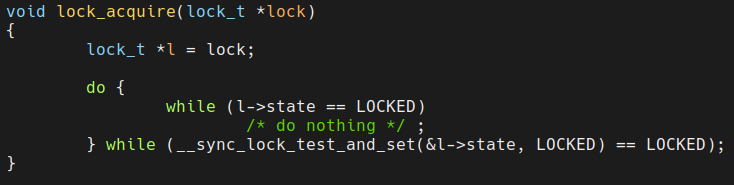 void lock_acquire(lock_t *lock)
{
        lock_t *l = lock;

        do {
                while (l->state == LOCKED)
                        /* do nothing */ ;
        } while (__sync_lock_test_and_set(&l->state, LOCKED) == LOCKED);
}